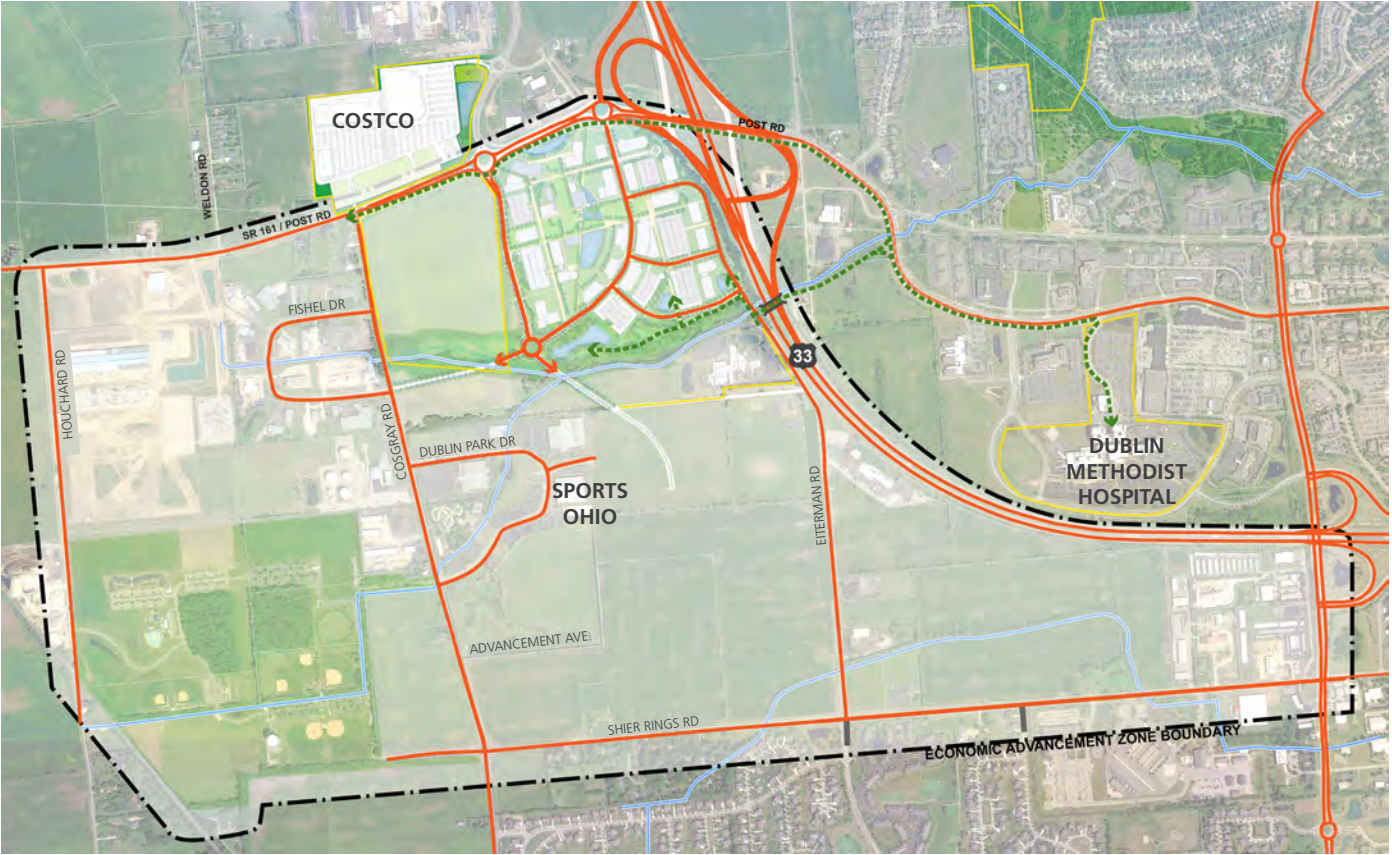 COSTCO
POST RD
WELDON RD
SR 161 / POST RD
FISHEL DR
33
HOUCHARD RD
COSGRAY RD
DUBLIN PARK DR
DUBLIN
METHODIST
HOSPITAL
SPORTS
OHIO
EITERMAN RD
ADVANCEMENT AVE
SHIER RINGS RD
ECONOMIC ADVANCEMENT ZONE BOUNDARY